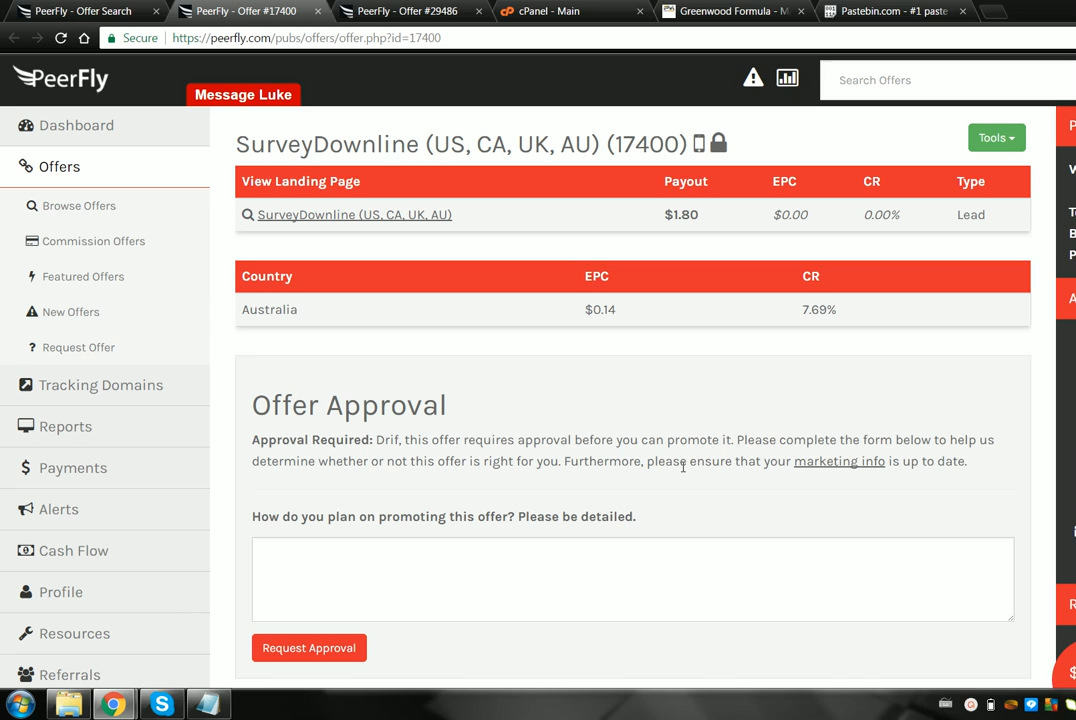 PeerFly - Offer Search
PeerFly - Offer #17400
PeerFly - Offer #29486
cPanel - Main
Greenwood Formula - M
Pastebin.com - #1 paste
Secure
https://peerfly.com/pubs/offers/offer.php?id=17400
PeerFly
Message Luke
Search Offers
Dashboard
Offers
Browse Offers
Commission Offers
Featured Offers
New Offers
Request Offer
Tracking Domains
Reports
Payments
Alerts
Cash Flow
Profile
Resources
Referrals
SurveyDownline (US, CA, UK, AU) (17400)
Tools
View Landing Page Payout EPC CR Type
SurveyDownline (US, CA, UK, AU) $1.80 $0.00 0.00% Lead
Country EPC CR
Australia $0.14 7.69%
Offer Approval
Approval Required: Drif, this offer requires approval before you can promote it. Please complete the form below to help us
determine whether or not this offer is right for you. Furthermore, please ensure that your marketing info is up to date.
How do you plan on promoting this offer? Please be detailed.
Request Approval